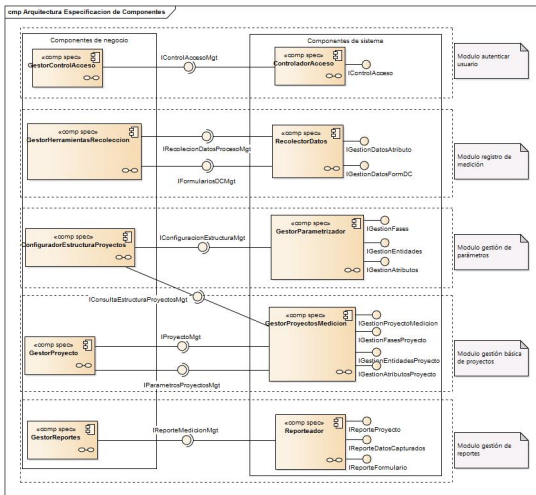 cmp Arquitectura Especificacion de Componentes
Componentes de negocio
Componentes de sistema
«comp spec»
GestorControlAcceso
IControlAccesoMgt
«comp spec»
ControladorAcceso
IControlAcceso
Modulo autenticar
usuario
«comp spec»
GestorHerramientasRecoleccion
IRecolecionDatosProcesoMgt
IFormulariosDCMgt
«comp spec»
RecolectorDatos
IGestionDatosAtributo
IGestionDatosFormDC
Modulo registro de
medición
«comp spec»
ConfiguradorEstructuraProyectos
IConfiguracionEstructuraMgt
«comp spec»
GestorParametrizador
IGestionFases
IGestionEntidades
IGestionAtributos
Modulo gestión de
parámetros
IConsultaEstructuraProyectosMgt
«comp spec»
GestorProyecto
IProyectoMgt
IParametrosProyectosMgt
«comp spec»
GestorProyectosMedicion
IGestionProyectoMedicion
IGestionFasesProyecto
IGestionEntidadesProyecto
IGestionAtributosProyecto
Modulo gestión básica
de proyectos
«comp spec»
GestorReportes
IReporteMedicionMgt
«comp spec»
Reporteador
IReporteProyecto
IReporteDatosCapturados
IReporteFormulario
Modulo gestión de
reportes